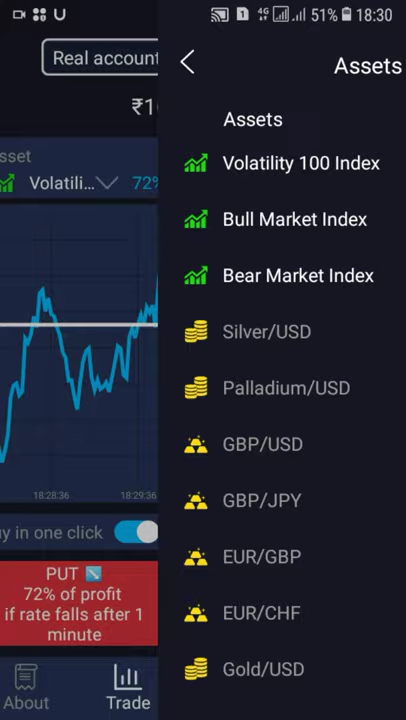 1 4G 51% 18:30
Real account
Assets
₹1
Assets
sset
Volatili... 72%
Volatility 100 Index
Bull Market Index
Bear Market Index
Silver/USD
Palladium/USD
GBP/USD
18:28:36 18:29:36
GBP/JPY
y in one click
EUR/GBP
PUT
72% of profit
if rate falls after 1
minute
EUR/CHF
Gold/USD
About
Trade